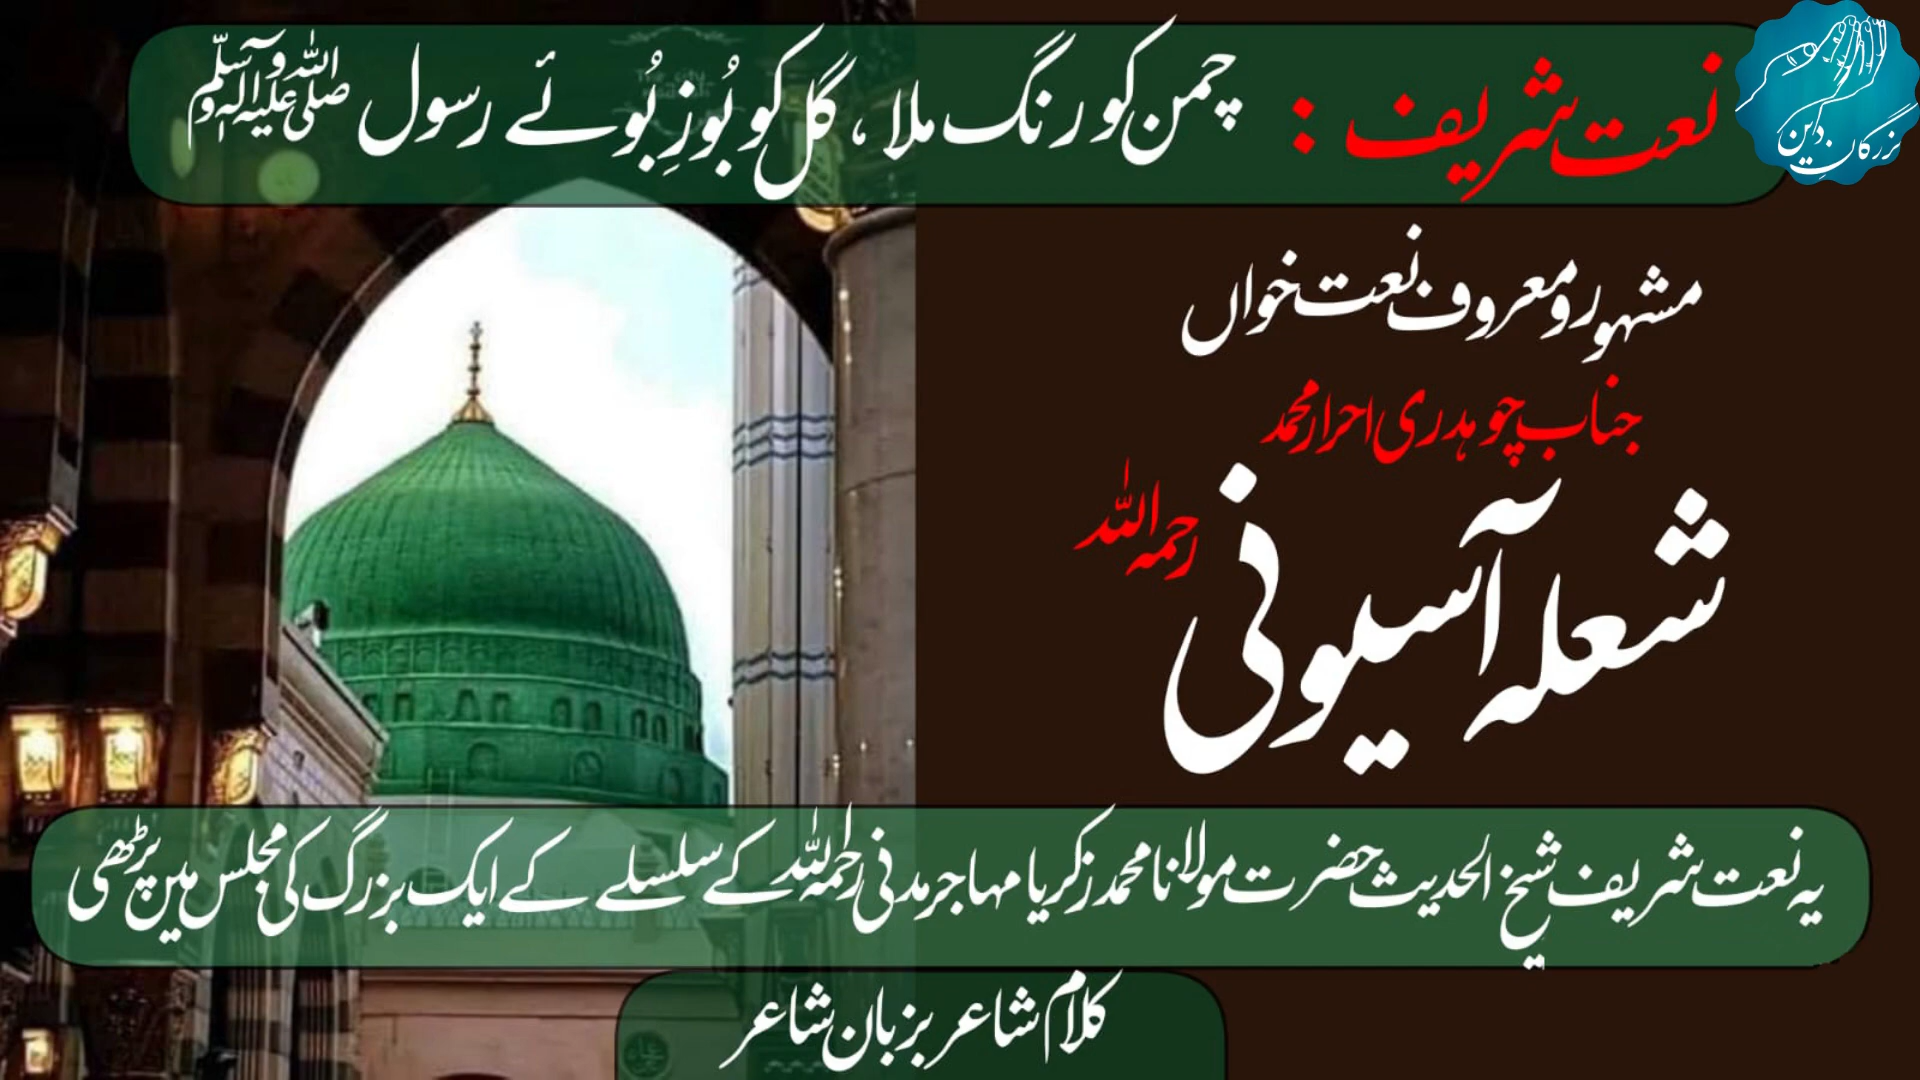 نعت شریف : چمن کو رنگ ملا ، گل کو بُو زِ بُوئے رسول صلی اللہ علیہ وآلہ وسلم
بزرگانِ دین
مشہور و معروف نعت خواں
جناب چوہدری احرار محمد
شعلہ آسیونی رحمہ اللہ
یہ نعت شریف شیخ الحدیث حضرت مولانا محمد زکریا مہاجر مدنی رحمہ اللہ کے سلسلے کے ایک بزرگ کی مجلس میں پڑھی
کلام شاعر بزبان شاعر